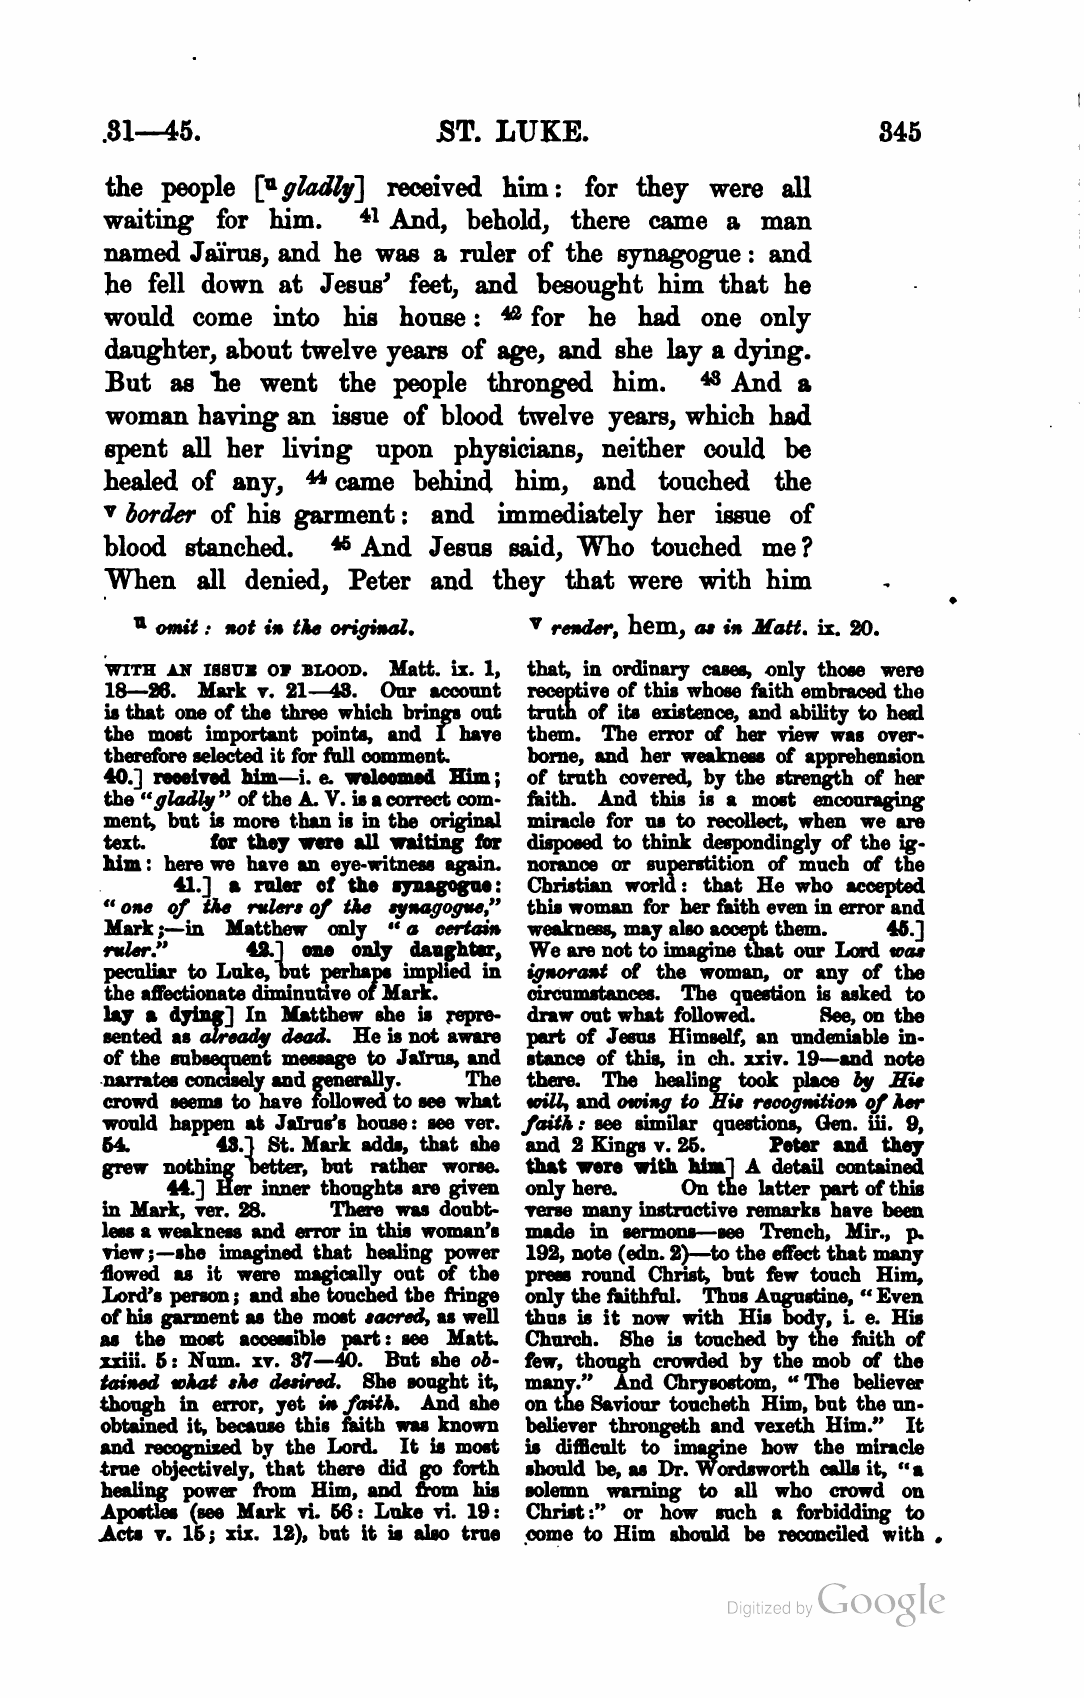 31—45. ST. LUKE. 345
the people [ᵘ gladly] received him: for they were all
waiting for him. ⁴¹ And, behold, there came a man
named Jaïrus, and he was a ruler of the synagogue: and
he fell down at Jesus’ feet, and besought him that he
would come into his house: ⁴² for he had one only
daughter, about twelve years of age, and she lay a dying.
But as he went the people thronged him. ⁴³ And a
woman having an issue of blood twelve years, which had
spent all her living upon physicians, neither could be
healed of any, ⁴⁴ came behind him, and touched the
ᵛ border of his garment: and immediately her issue of
blood stanched. ⁴⁵ And Jesus said, Who touched me?
When all denied, Peter and they that were with him
ᵘ omit: not in the original. ᵛ render, hem, as in Matt. ix. 20.
WITH AN ISSUE OF BLOOD. Matt. ix. 1,
18—26. Mark v. 21—43. Our account
is that one of the three which brings out
the most important points, and I have
therefore selected it for full comment.
40.] received him—i. e. welcomed Him;
the “gladly” of the A. V. is a correct com-
ment, but is more than is in the original
text. for they were all waiting for
him: here we have an eye-witness again.
41.] a ruler of the synagogue:
“one of the rulers of the synagogue,”
Mark;—in Matthew only “a certain
ruler.” 42.] one only daughter,
peculiar to Luke, but perhaps implied in
the affectionate diminutive of Mark.
lay a dying] In Matthew she is repre-
sented as already dead. He is not aware
of the subsequent message to Jaïrus, and
narrates concisely and generally. The
crowd seems to have followed to see what
would happen at Jaïrus’s house: see ver.
54. 43.] St. Mark adds, that she
grew nothing better, but rather worse.
44.] Her inner thoughts are given
in Mark, ver. 28. There was doubt-
less a weakness and error in this woman’s
view;—she imagined that healing power
flowed as it were magically out of the
Lord’s person; and she touched the fringe
of his garment as the most sacred, as well
as the most accessible part: see Matt.
xxiii. 5: Num. xv. 37—40. But she ob-
tained what she desired. She sought it,
though in error, yet in faith. And she
obtained it, because this faith was known
and recognized by the Lord. It is most
true objectively, that there did go forth
healing power from Him, and from his
Apostles (see Mark vi. 56: Luke vi. 19:
Acts v. 15; xix. 12), but it is also true
that, in ordinary cases, only those were
receptive of this whose faith embraced the
truth of its existence, and ability to heal
them. The error of her view was over-
borne, and her weakness of apprehension
of truth covered, by the strength of her
faith. And this is a most encouraging
miracle for us to recollect, when we are
disposed to think despondingly of the ig-
norance or superstition of much of the
Christian world: that He who accepted
this woman for her faith even in error and
weakness, may also accept them. 45.]
We are not to imagine that our Lord was
ignorant of the woman, or any of the
circumstances. The question is asked to
draw out what followed. See, on the
part of Jesus Himself, an undeniable in-
stance of this, in ch. xxiv. 19—and note
there. The healing took place by His
will, and owing to His recognition of her
faith: see similar questions, Gen. iii. 9,
and 2 Kings v. 25. Peter and they
that were with him] A detail contained
only here. On the latter part of this
verse many instructive remarks have been
made in sermons—see Trench, Mir., p.
192, note (edn. 2)—to the effect that many
press round Christ, but few touch Him,
only the faithful. Thus Augustine, “Even
thus is it now with His body, i. e. His
Church. She is touched by the faith of
few, though crowded by the mob of the
many.” And Chrysostom, “The believer
on the Saviour toucheth Him, but the un-
believer throngeth and vexeth Him.” It
is difficult to imagine how the miracle
should be, as Dr. Wordsworth calls it, “a
solemn warning to all who crowd on
Christ:” or how such a forbidding to
come to Him should be reconciled with
Digitized by Google